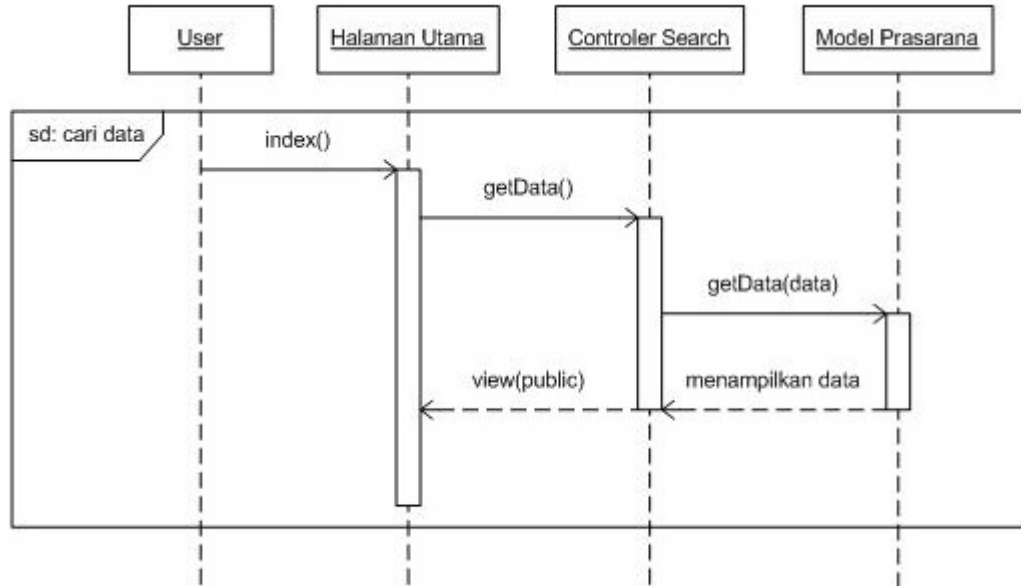 User
Halaman Utama
Controler Search
Model Prasarana
sd: cari data
index()
getData()
getData(data)
view(public)
menampilkan data